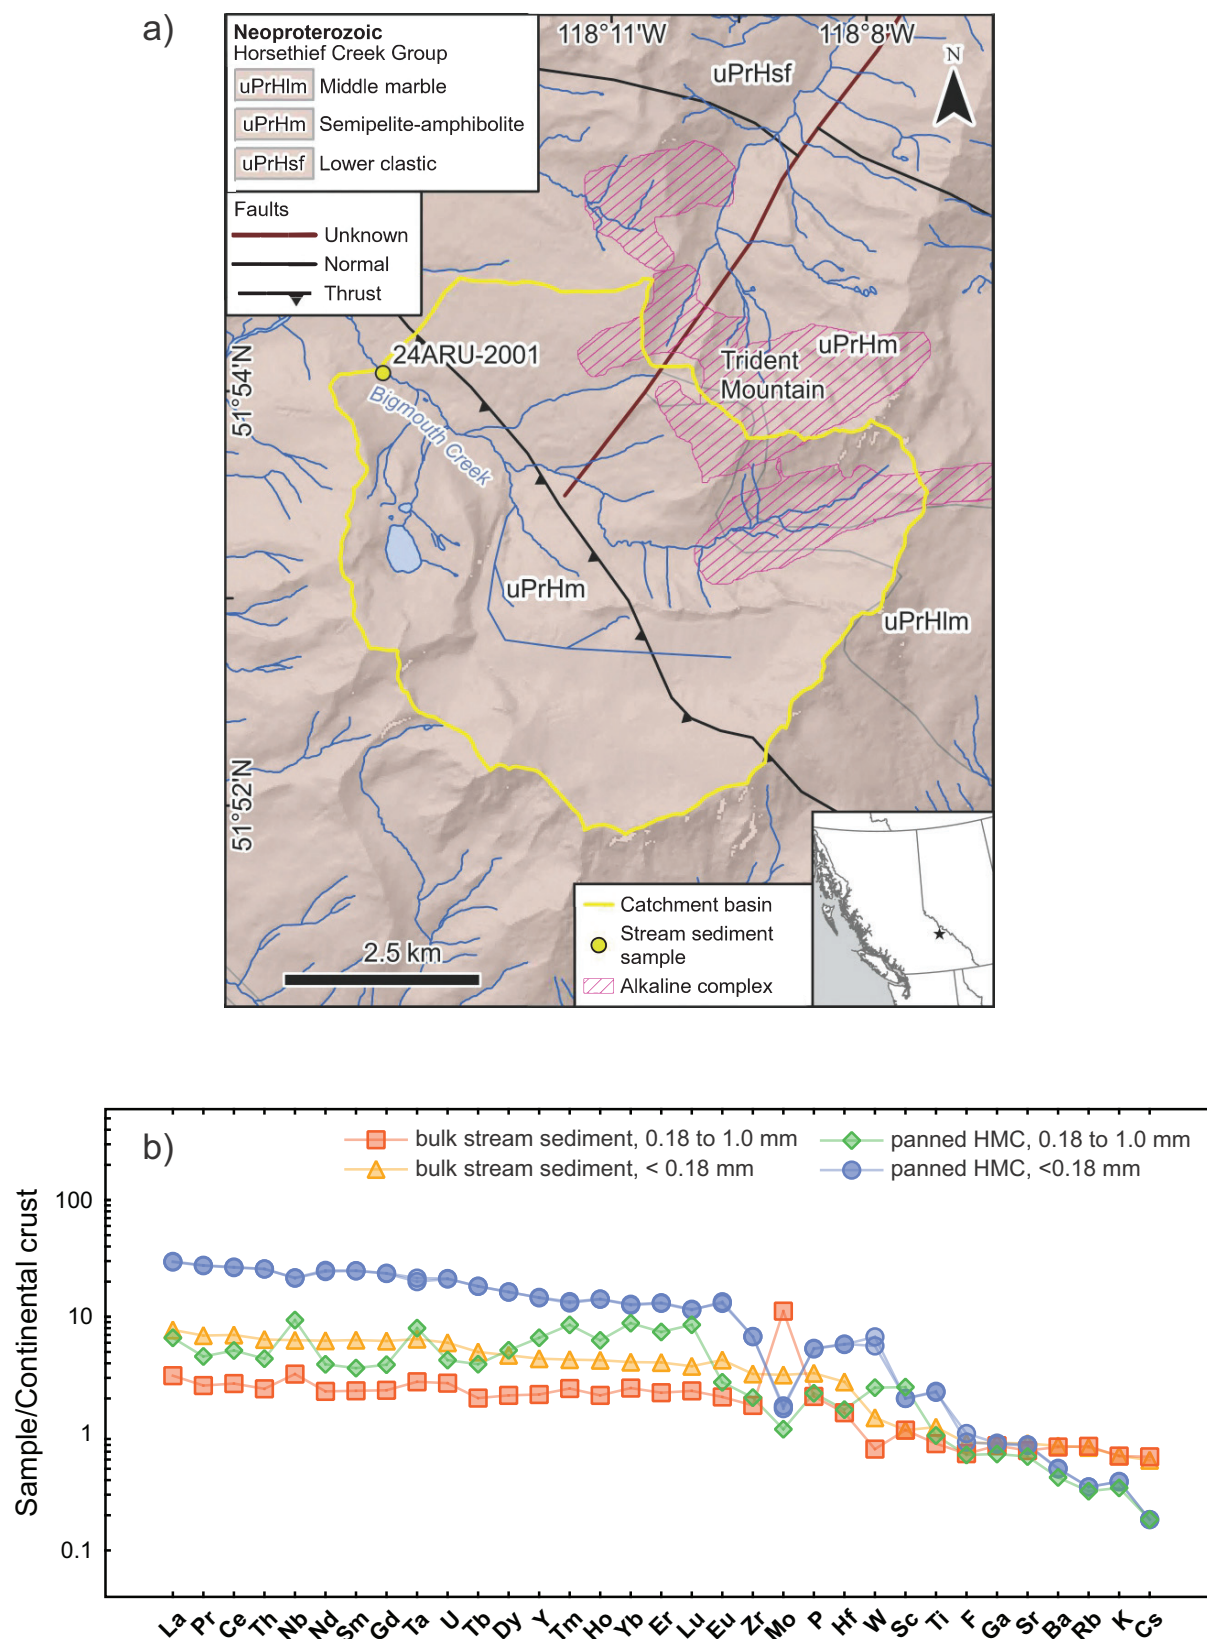 a)
Neoproterozoic
Horsethief Creek Group
uPrHlm Middle marble
uPrHm Semipelite-amphibolite
uPrHsf Lower clastic
Faults
Unknown
Normal
Thrust
118°11'W
118°8'W
uPrHsf
N
51°54'N
24ARU-2001
Bigmouth Creek
uPrHm
Trident
Mountain
uPrHm
uPrHlm
51°52'N
2.5 km
Catchment basin
Stream sediment
sample
Alkaline complex
b)
bulk stream sediment, 0.18 to 1.0 mm
bulk stream sediment, < 0.18 mm
panned HMC, 0.18 to 1.0 mm
panned HMC, <0.18 mm
Sample/Continental crust
100
10
1
0.1
La Pr Ce Th Nb Nd Sm Gd Ta U Tb Dy Y Tm Ho Yb Er Lu Eu Zr Mo P Hf W Sc Ti F Ga Sr Ba Rb K Cs